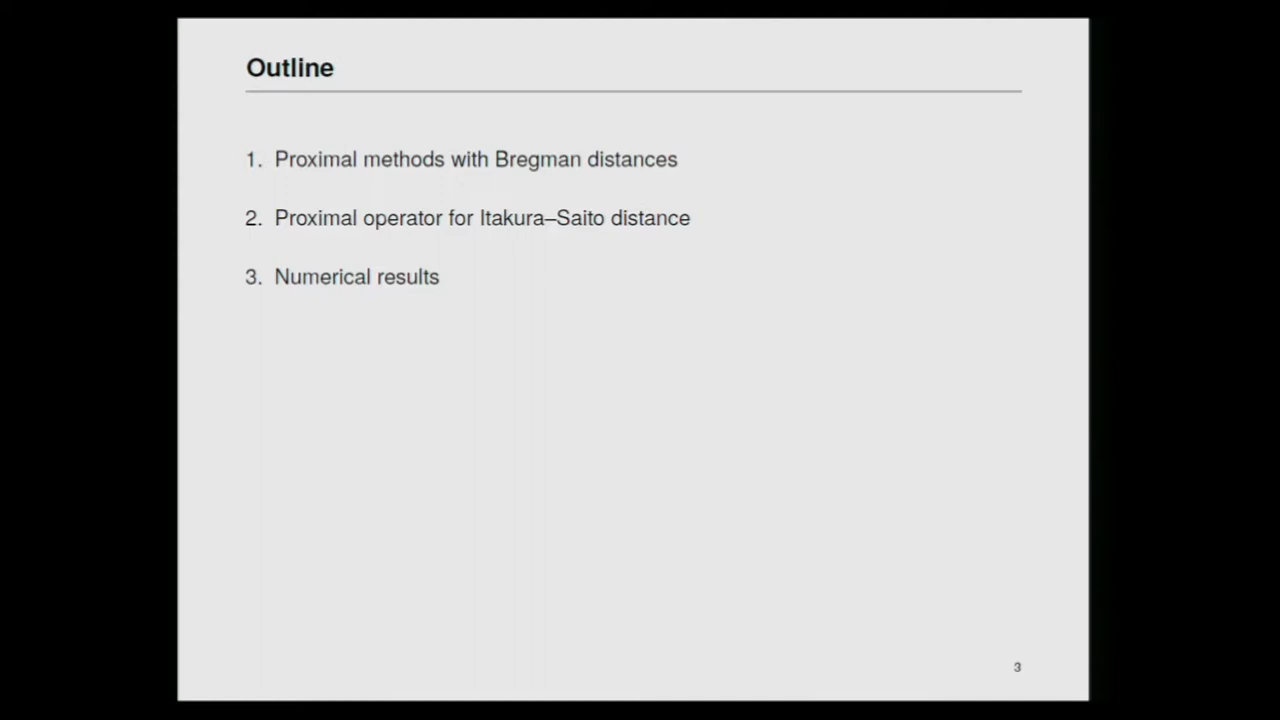 Outline
1. Proximal methods with Bregman distances
2. Proximal operator for Itakura–Saito distance
3. Numerical results
3